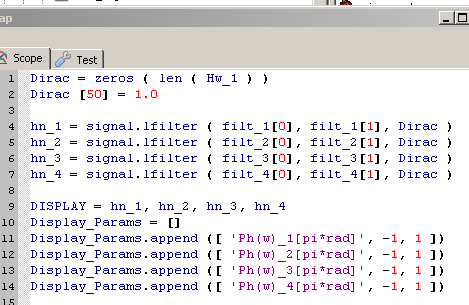 ap
Scope Test
1 Dirac = zeros ( len ( Hw_1 ) )
2 Dirac [50] = 1.0
3
4 hn_1 = signal.lfilter ( filt_1[0], filt_1[1], Dirac )
5 hn_2 = signal.lfilter ( filt_2[0], filt_2[1], Dirac )
6 hn_3 = signal.lfilter ( filt_3[0], filt_3[1], Dirac )
7 hn_4 = signal.lfilter ( filt_4[0], filt_4[1], Dirac )
8
9 DISPLAY = hn_1, hn_2, hn_3, hn_4
10 Display_Params = []
11 Display_Params.append ([ 'Ph(w)_1[pi*rad]', -1, 1 ])
12 Display_Params.append ([ 'Ph(w)_2[pi*rad]', -1, 1 ])
13 Display_Params.append ([ 'Ph(w)_3[pi*rad]', -1, 1 ])
14 Display_Params.append ([ 'Ph(w)_4[pi*rad]', -1, 1 ])